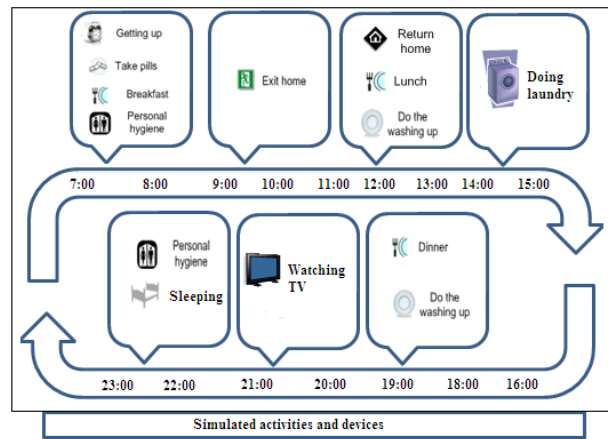 Getting up
Take pills
Breakfast
Personal
hygiene
Exit home
Return
home
Lunch
Do the
washing up
Doing
laundry
7:00 8:00 9:00 10:00 11:00 12:00 13:00 14:00 15:00
Personal
hygiene
Sleeping
Watching
TV
Dinner
Do the
washing up
23:00 22:00 21:00 20:00 19:00 18:00 16:00
Simulated activities and devices